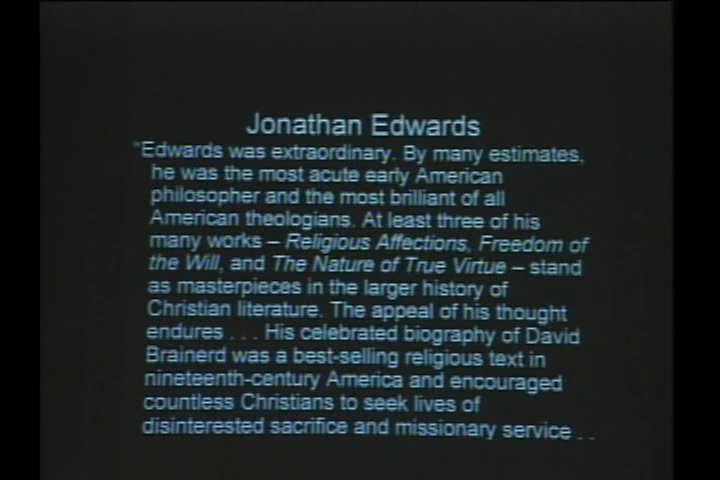 Jonathan Edwards
"Edwards was extraordinary. By many estimates,
he was the most acute early American
philosopher and the most brilliant of all
American theologians. At least three of his
many works – Religious Affections, Freedom of
the Will, and The Nature of True Virtue – stand
as masterpieces in the larger history of
Christian literature. The appeal of his thought
endures . . . His celebrated biography of David
Brainerd was a best-selling religious text in
nineteenth-century America and encouraged
countless Christians to seek lives of
disinterested sacrifice and missionary service . .